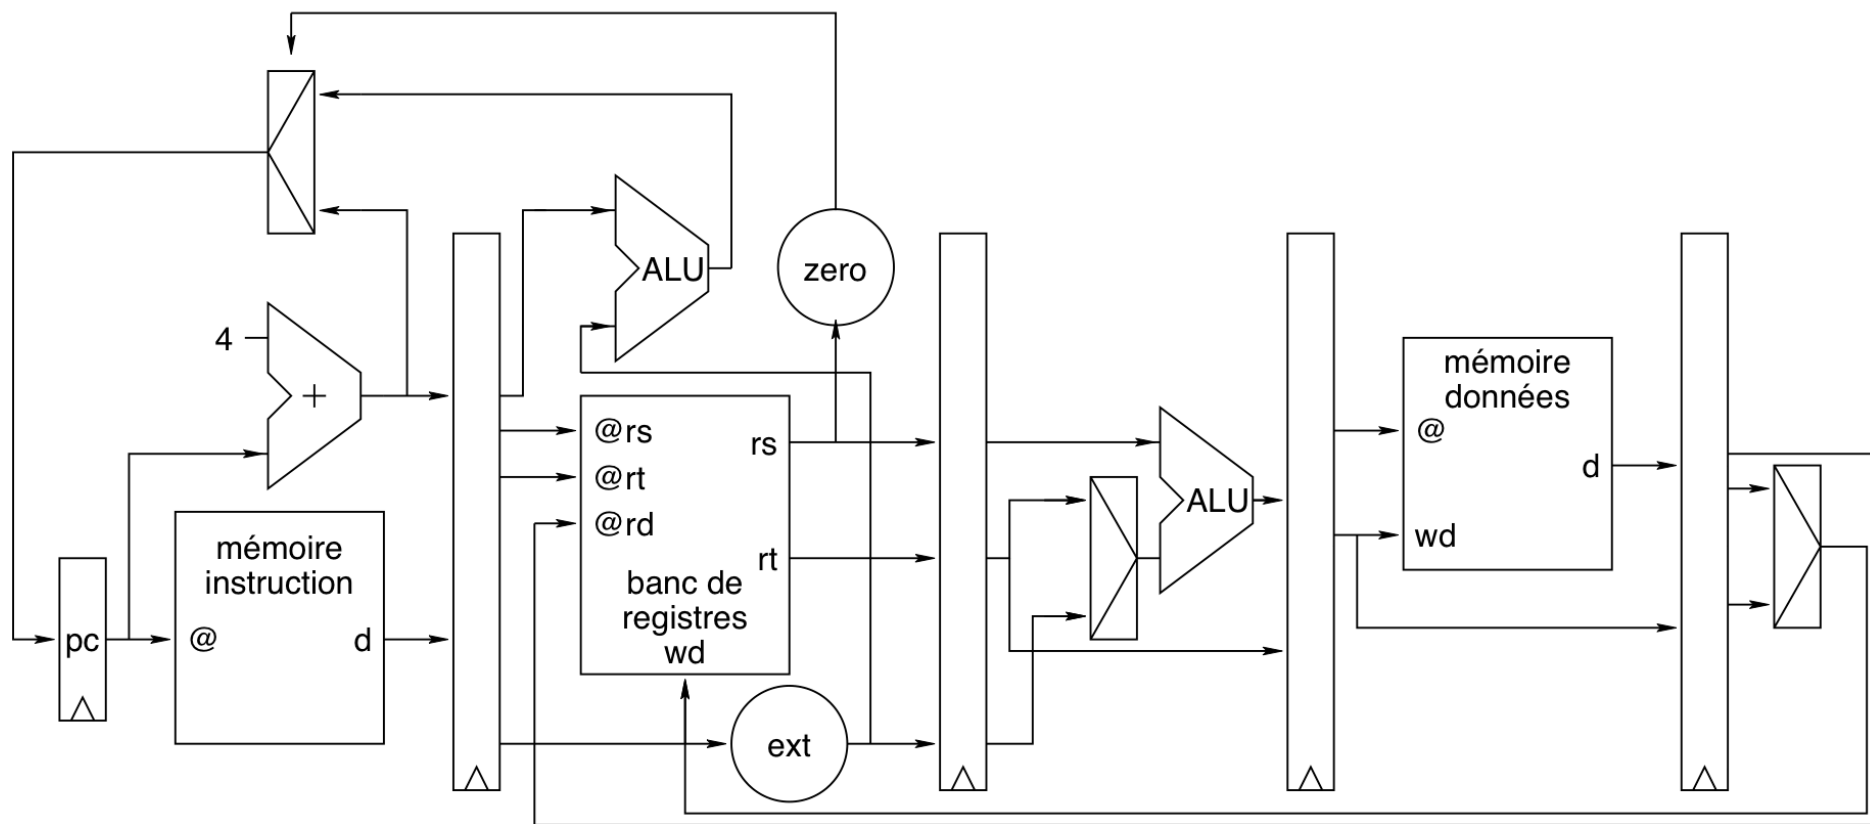 zero
ALU
4
+
mémoire
données
@
d
wd
@rs
@rt
@rd
rs
rt
banc de
registres
wd
ALU
mémoire
instruction
@
d
pc
ext